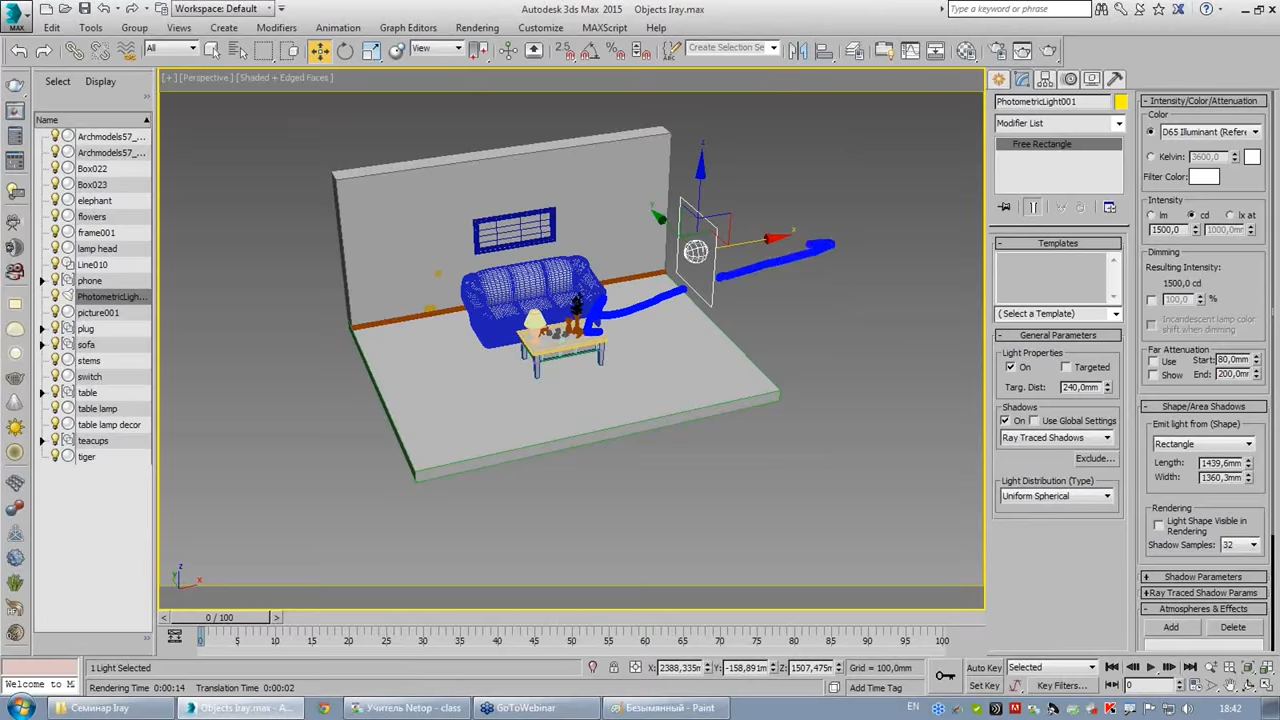 MAX
Workspace: Default
Autodesk 3ds Max 2015 Objects Iray.max
Type a keyword or phrase
Edit Tools Group Views Create Modifiers Animation Graph Editors Rendering Customize MAXScript Help
All
View
2.5
Create Selection Se
Select Display
[+] [Perspective] [Shaded + Edged Faces]
Name
Archmodels57_...
Archmodels57_...
Box022
Box023
elephant
flowers
frame001
lamp head
Line010
phone
PhotometricLigh...
picture001
plug
sofa
stems
switch
table
table lamp
table lamp decor
teacups
tiger
z
y
x
z
y
x
PhotometricLight001
Modifier List
Free Rectangle
Templates
(Select a Template)
General Parameters
Light Properties
On Targeted
Targ. Dist: 240,0mm
Shadows
On Use Global Settings
Ray Traced Shadows
Exclude...
Light Distribution (Type)
Uniform Spherical
Intensity/Color/Attenuation
Color
D65 Illuminant (Refere
Kelvin: 3600,0
Filter Color:
Intensity
lm cd lx at
1500,0 1000,0mm
Dimming
Resulting Intensity:
1500,0 cd
100,0 %
Incandescent lamp color
shift when dimming
Far Attenuation
Use Start: 80,0mm
Show End: 200,0mm
Shape/Area Shadows
Emit light from (Shape)
Rectangle
Length: 1439,6mm
Width: 1360,3mm
Rendering
Light Shape Visible in
Rendering
Shadow Samples: 32
Shadow Parameters
Ray Traced Shadow Params
Atmospheres & Effects
Add Delete
0 / 100
0 5 10 15 20 25 30 35 40 45 50 55 60 65 70 75 80 85 90 95 100
1 Light Selected
X: 2388,335m Y: -158,891m Z: 1507,475m Grid = 100,0mm
Auto Key Selected
Welcome to M
Rendering Time 0:00:14 Translation Time 0:00:02
Add Time Tag
Set Key Key Filters...
0
Семинар Iray
Objects Iray.max - A...
Учитель Netop - class
GoToWebinar
Безымянный - Paint
EN
18:42